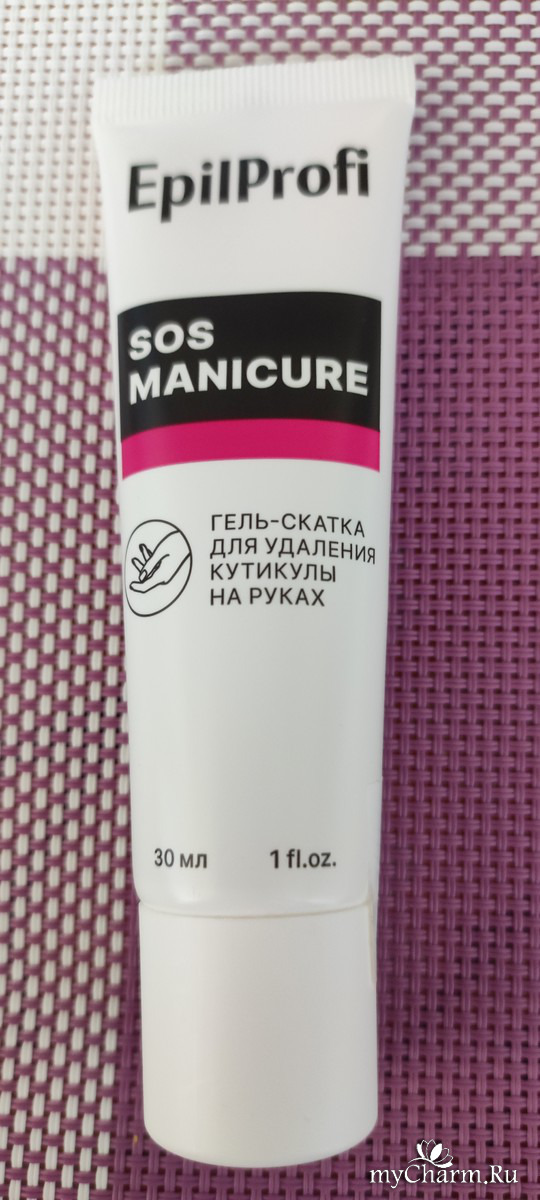 EpilProfi
SOS
MANICURE
ГЕЛЬ-СКАТКА
ДЛЯ УДАЛЕНИЯ
КУТИКУЛЫ
НА РУКАХ
30 мл 1 fl.oz.
myCharm.Ru